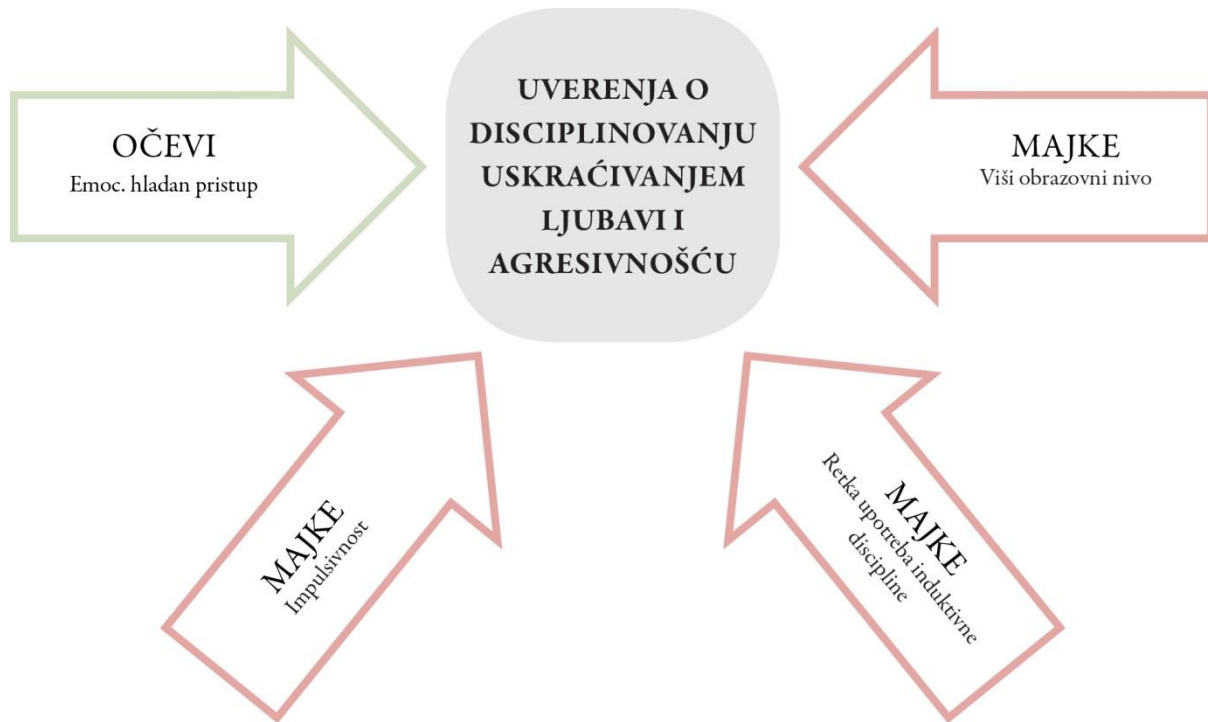 UVERENJA O
DISCIPLINOVANJU
USKRAĆIVANJEM
LJUBAVI I
AGRESIVNOŠĆU
OČEVI
Emoc. hladan pristup
MAJKE
Viši obrazovni nivo
MAJKE
Impulsivnost
MAJKE
Retka upotreba induktivne
discipline